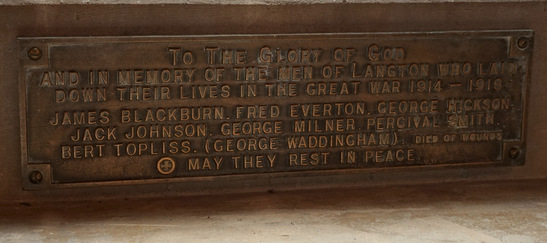 TO THE GLORY OF GOD
AND IN MEMORY OF THE MEN OF LANGTON WHO LAID
DOWN THEIR LIVES IN THE GREAT WAR 1914 – 1918
JAMES BLACKBURN. FRED EVERTON. GEORGE HICKSON.
JACK JOHNSON. GEORGE MILNER PERCIVAL SMITH.
BERT TOPLISS. (GEORGE WADDINGHAM). DIED OF WOUNDS
MAY THEY REST IN PEACE.